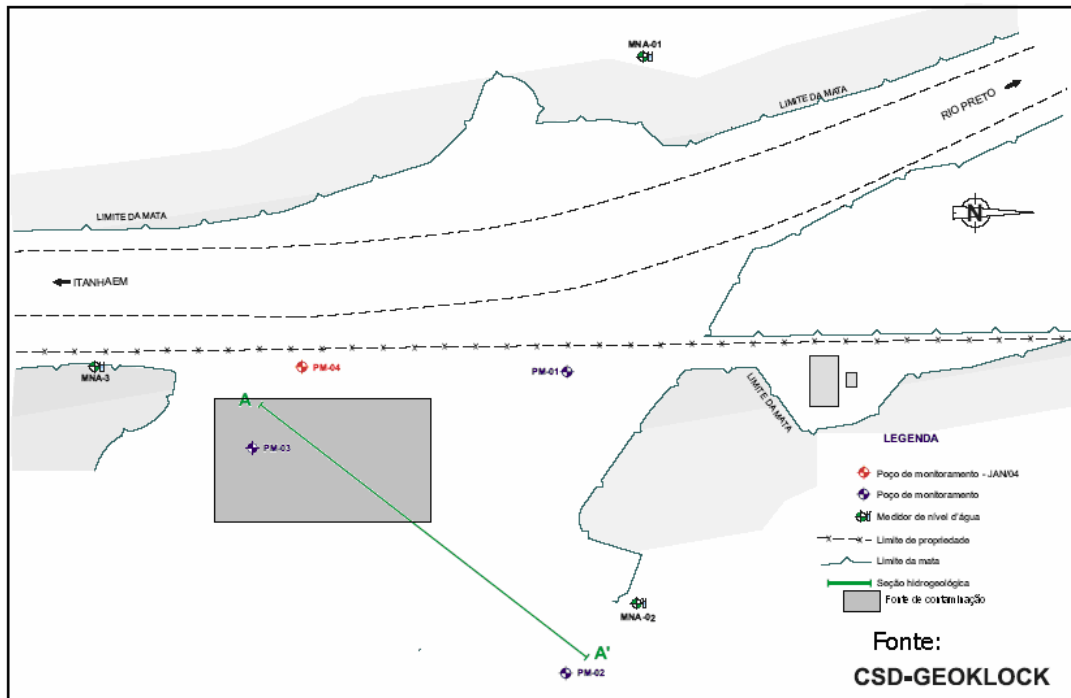 MNA-01
LIMITE DA MATA
RIO PRETO
LIMITE DA MATA
N
ITANHAEM
MNA-3
PM-04
PM-01
A
LIMITE DA MATA
PM-03
LEGENDA
Poço de monitoramento - JAN/04
Poço de monitoramento
Medidor de nível d'água
Limite de propriedade
Limite da mata
Seção hidrogeológica
Fonte de contaminação
MNA-02
A'
PM-02
Fonte:
CSD-GEOKLOCK